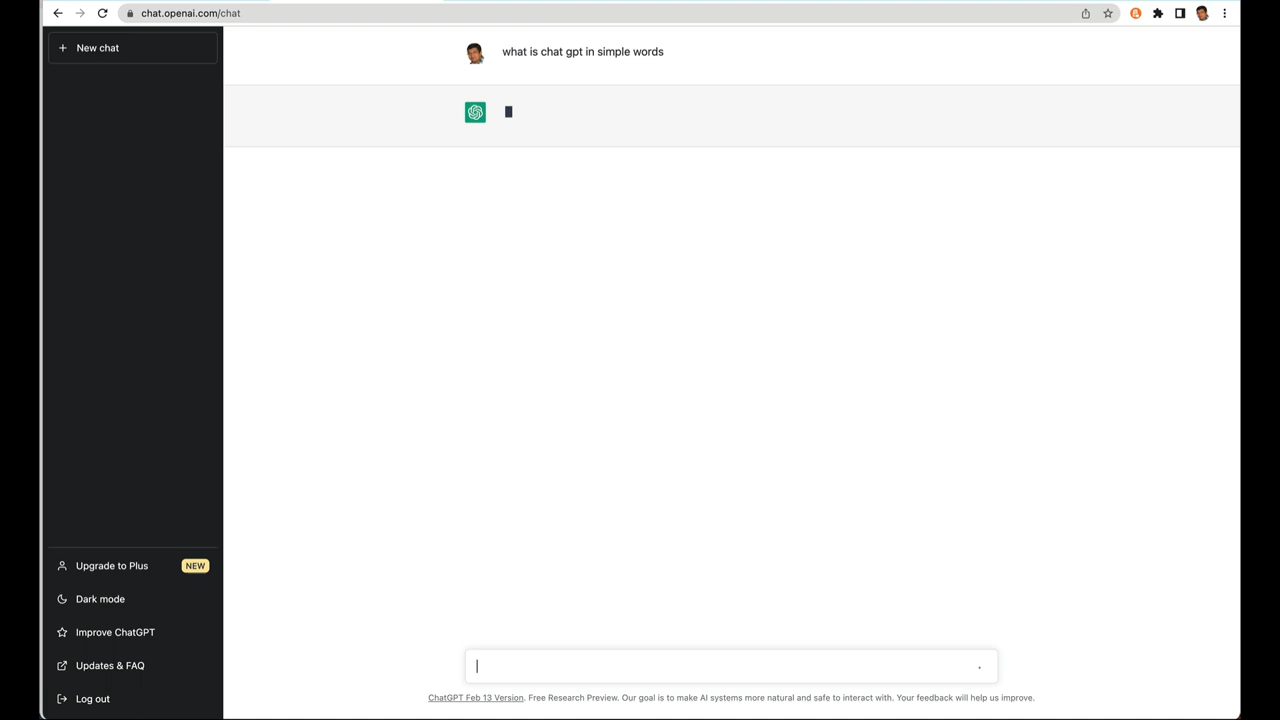 chat.openai.com/chat
New chat
what is chat gpt in simple words
Upgrade to Plus NEW
Dark mode
Improve ChatGPT
Updates & FAQ
Log out
ChatGPT Feb 13 Version. Free Research Preview. Our goal is to make AI systems more natural and safe to interact with. Your feedback will help us improve.